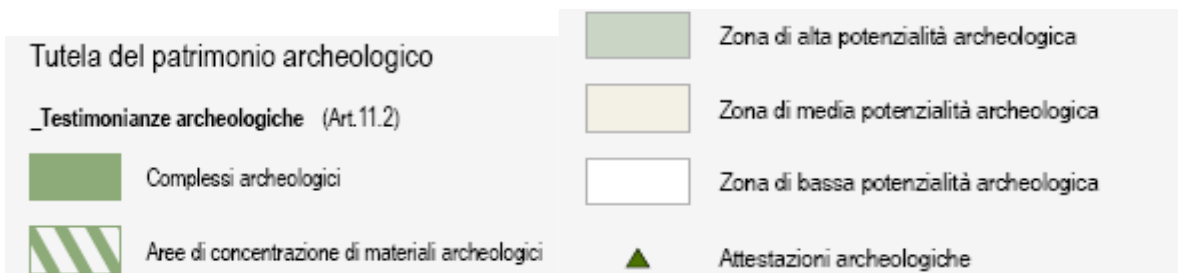 Tutela del patrimonio archeologico
_Testimonianze archeologiche (Art.11.2)
Complessi archeologici
Aree di concentrazione di materiali archeologici
Zona di alta potenzialità archeologica
Zona di media potenzialità archeologica
Zona di bassa potenzialità archeologica
Attestazioni archeologiche